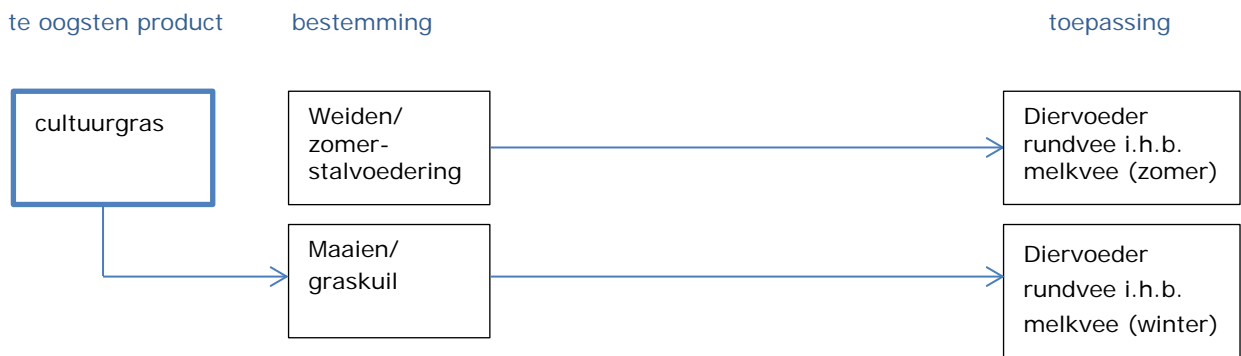 te oogsten product
bestemming
toepassing
cultuurgras
Weiden/
zomer-
stalvoedering
Diervoeder
rundvee i.h.b.
melkvee (zomer)
Maaien/
graskuil
Diervoeder
rundvee i.h.b.
melkvee (winter)